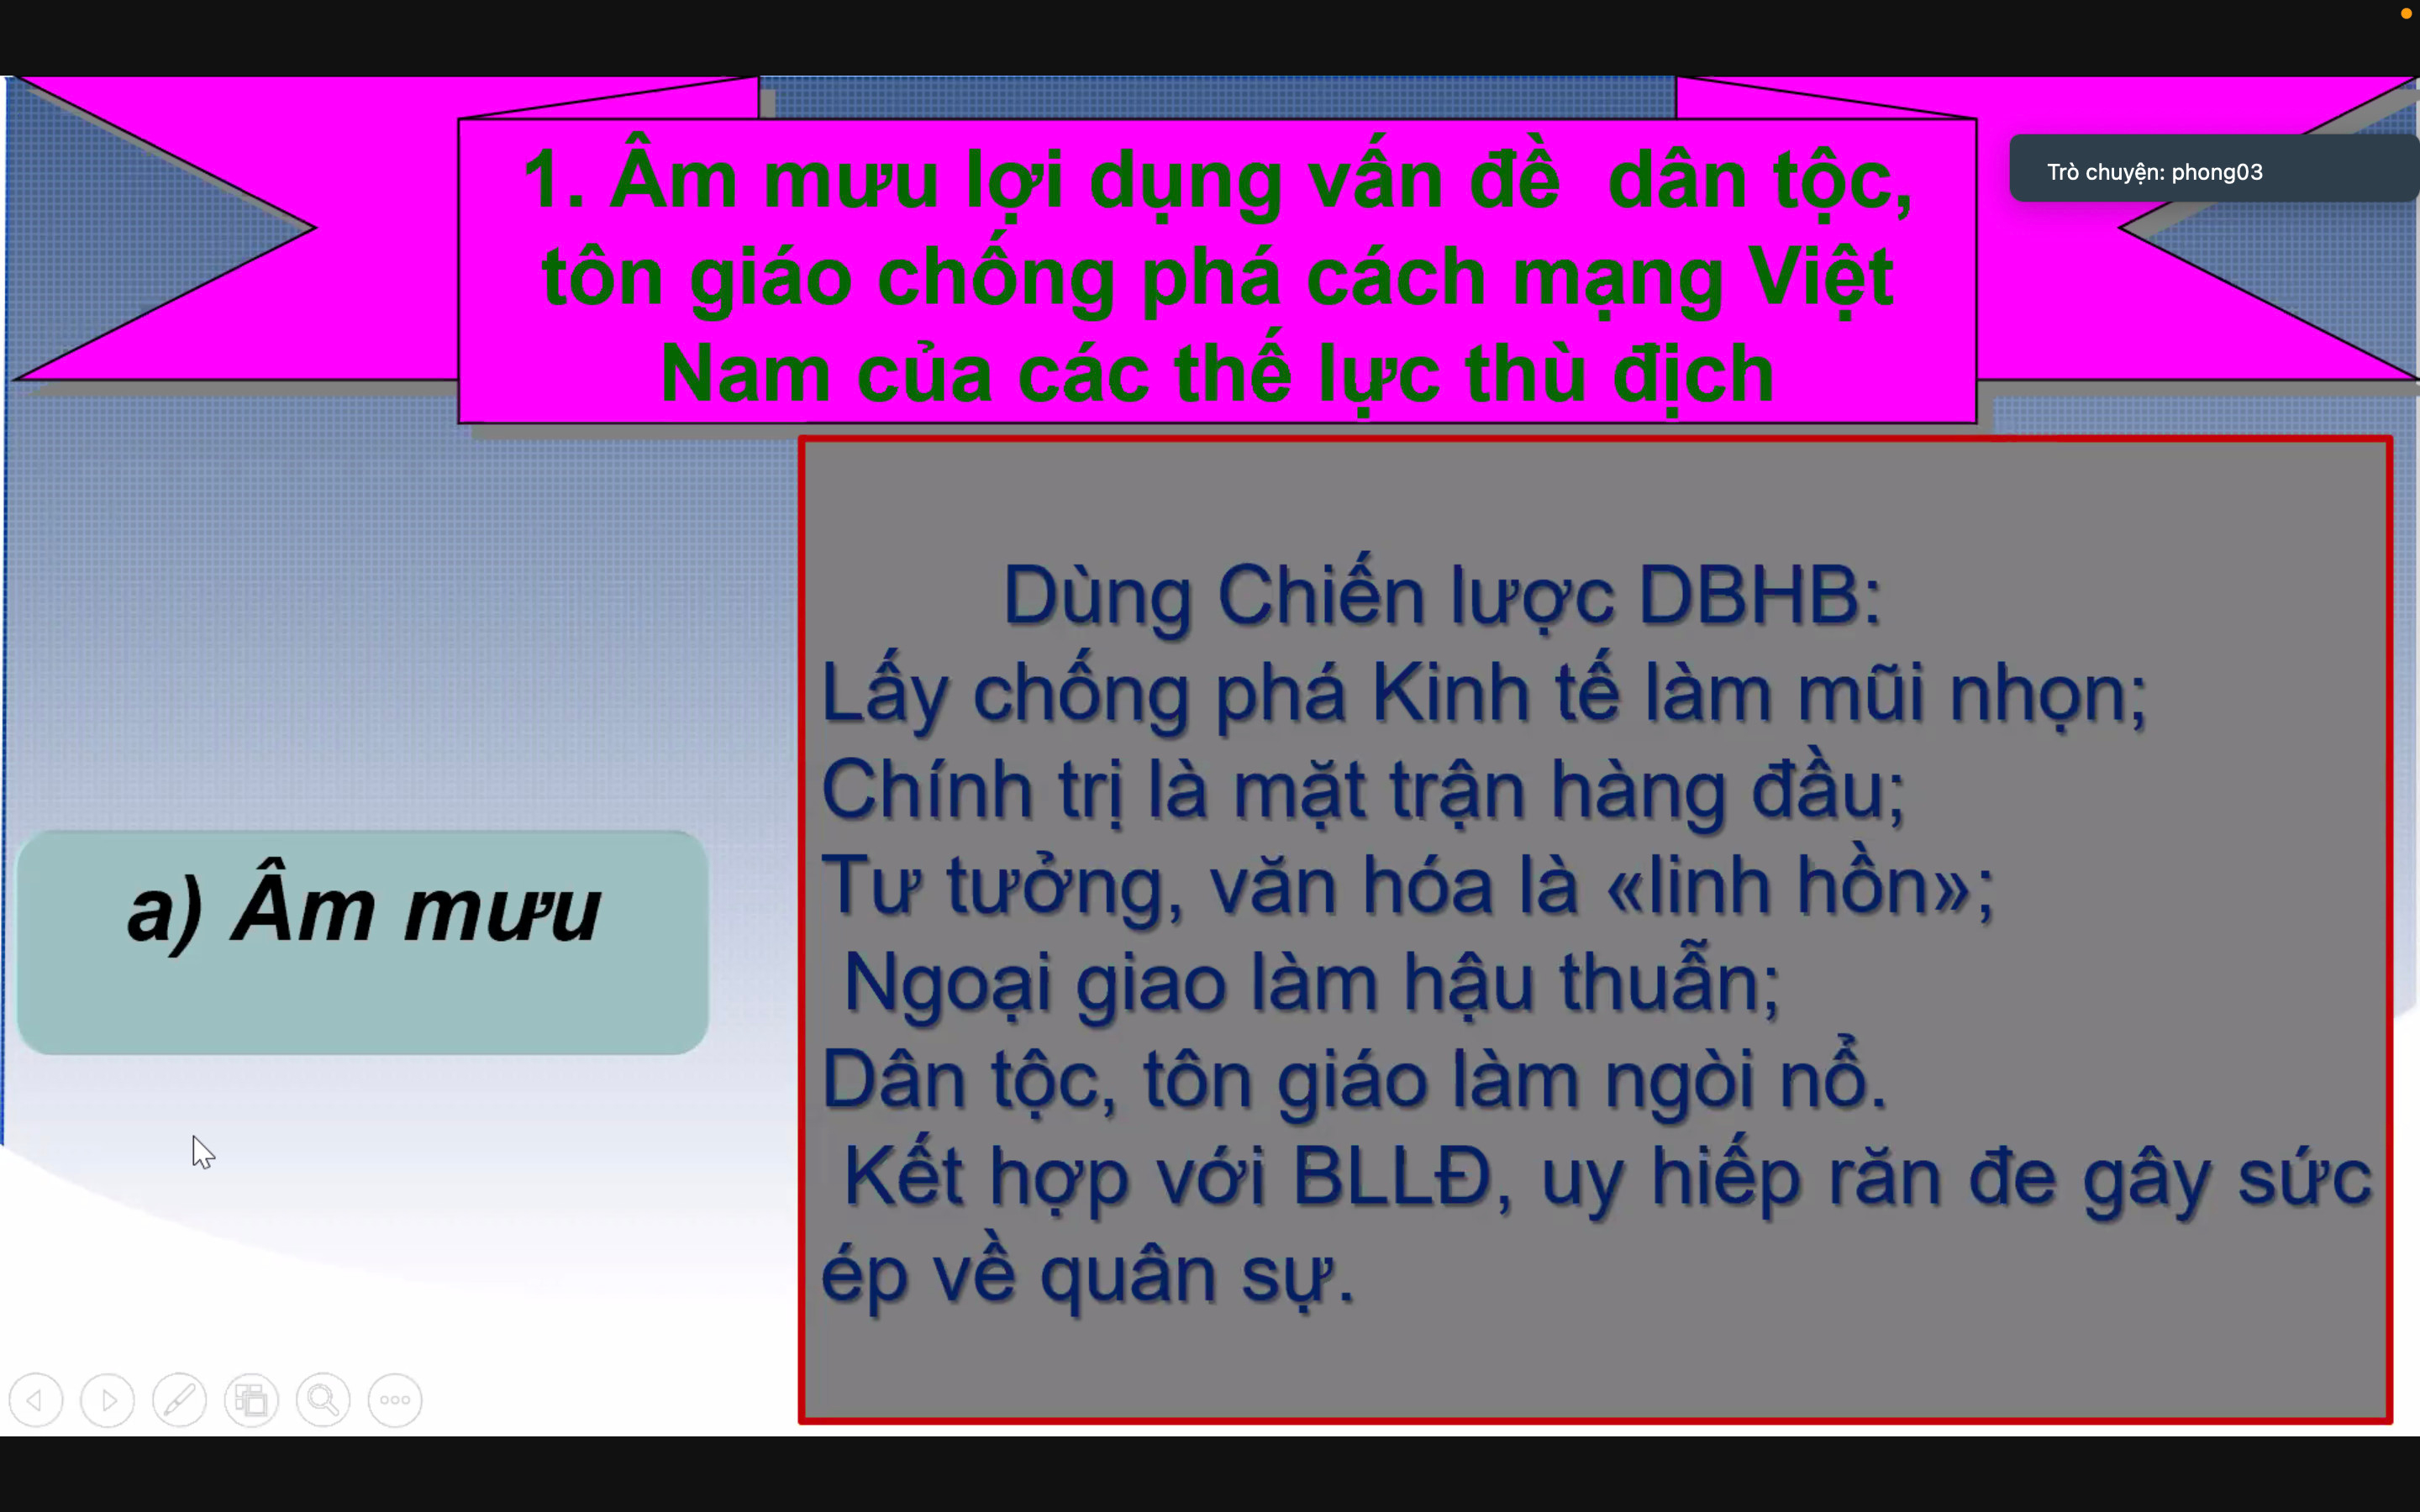 1. Âm mưu lợi dụng vấn đề dân tộc,
tôn giáo chống phá cách mạng Việt
Nam của các thế lực thù địch
Trò chuyện: phong03
a) Âm mưu
Dùng Chiến lược DBHB:
Lấy chống phá Kinh tế làm mũi nhọn;
Chính trị là mặt trận hàng đầu;
Tư tưởng, văn hóa là «linh hồn»;
Ngoại giao làm hậu thuẫn;
Dân tộc, tôn giáo làm ngòi nổ.
Kết hợp với BLLĐ, uy hiếp răn đe gây sức
ép về quân sự.